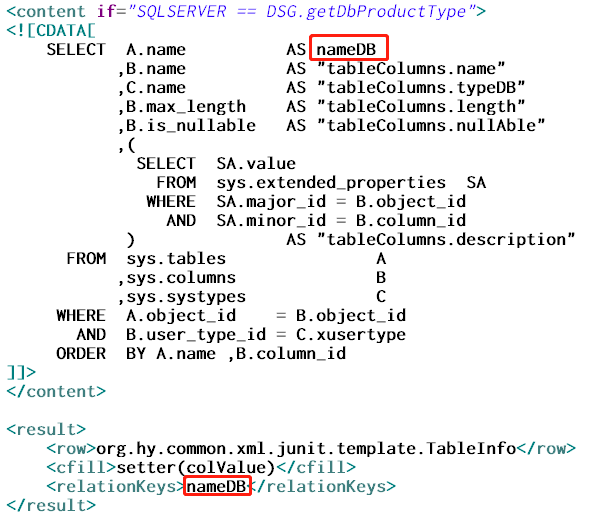 <content if="SQLSERVER == DSG.getDbProductType">
<![CDATA[
    SELECT  A.name            AS nameDB
           ,B.name            AS "tableColumns.name"
           ,C.name            AS "tableColumns.typeDB"
           ,B.max_length      AS "tableColumns.length"
           ,B.is_nullable     AS "tableColumns.nullAble"
           ,(
             SELECT  SA.value
               FROM  sys.extended_properties  SA
              WHERE  SA.major_id = B.object_id
                AND  SA.minor_id = B.column_id
            )                 AS "tableColumns.description"
      FROM  sys.tables                 A
           ,sys.columns                B
           ,sys.systypes               C
     WHERE  A.object_id    = B.object_id
       AND  B.user_type_id = C.xusertype
     ORDER  BY A.name ,B.column_id
]]>
</content>

<result>
    <row>org.hy.common.xml.junit.template.TableInfo</row>
    <cfill>setter(colValue)</cfill>
    <relationKeys>nameDB</relationKeys>
</result>